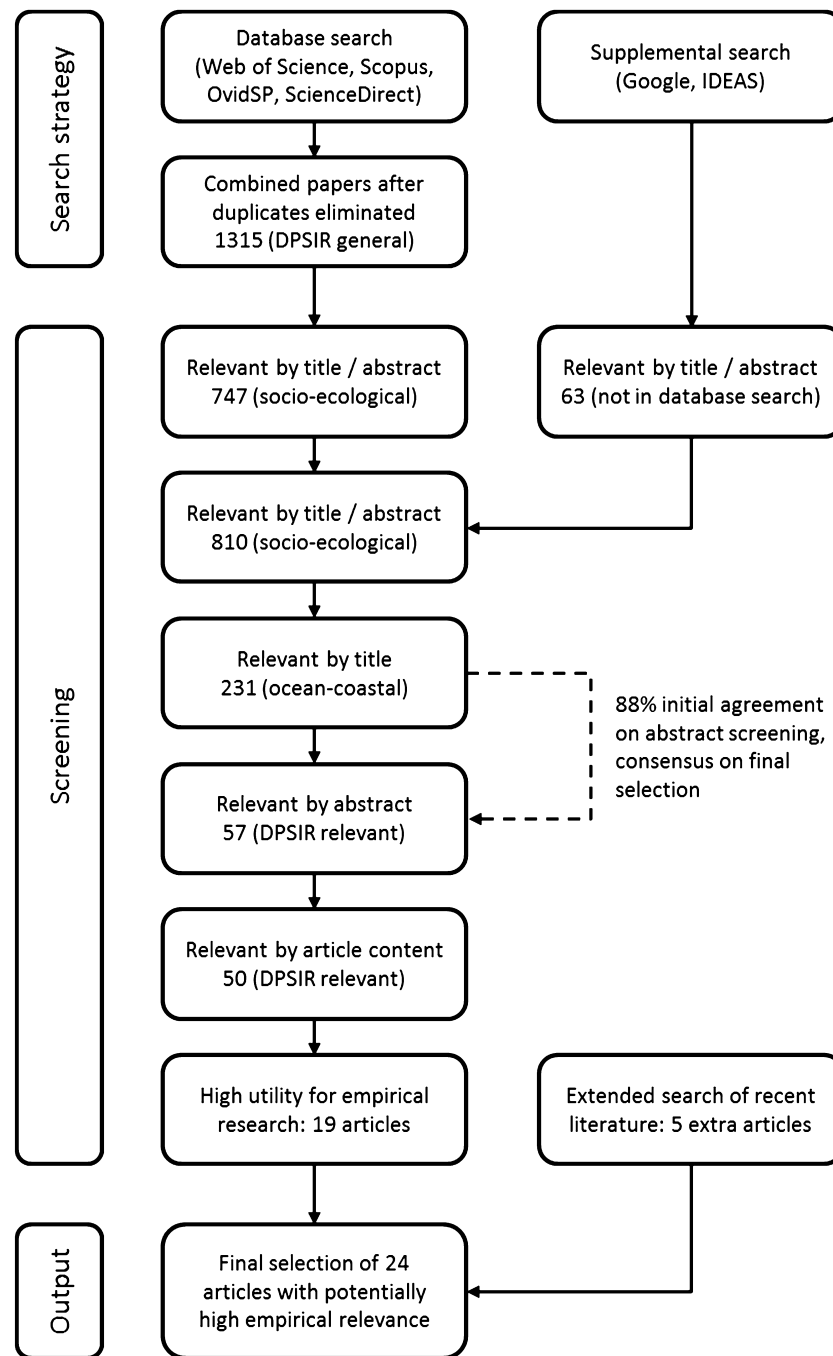 Search strategy
Database search
(Web of Science, Scopus,
OvidSP, ScienceDirect)
Supplemental search
(Google, IDEAS)
Combined papers after
duplicates eliminated
1315 (DPSIR general)
Screening
Relevant by title / abstract
747 (socio-ecological)
Relevant by title / abstract
63 (not in database search)
Relevant by title / abstract
810 (socio-ecological)
Relevant by title
231 (ocean-coastal)
88% initial agreement
on abstract screening,
consensus on final
selection
Relevant by abstract
57 (DPSIR relevant)
Relevant by article content
50 (DPSIR relevant)
High utility for empirical
research: 19 articles
Extended search of recent
literature: 5 extra articles
Output
Final selection of 24
articles with potentially
high empirical relevance